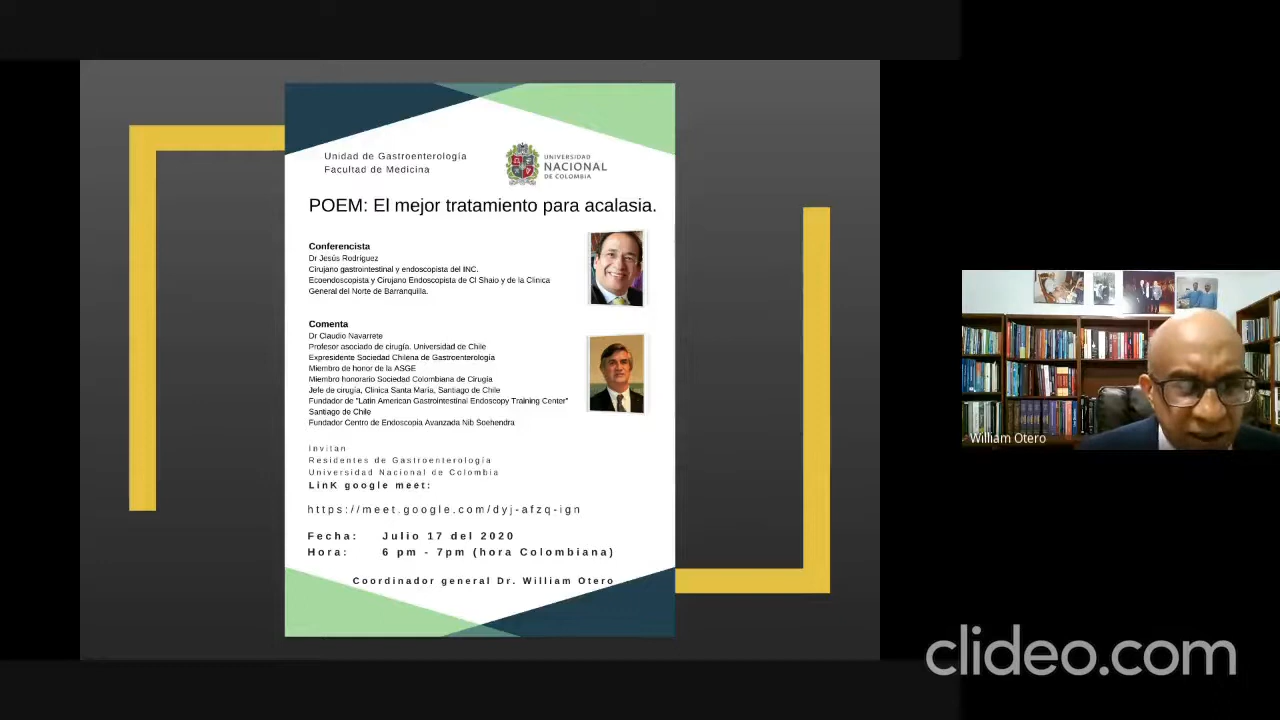 Unidad de Gastroenterología
Facultad de Medicina
UNIVERSIDAD
NACIONAL
DE COLOMBIA
POEM: El mejor tratamiento para acalasia.
Conferencista
Dr Jesús Rodríguez
Cirujano gastrointestinal y endoscopista del INC.
Ecoendoscopista y Cirujano Endoscopista de Cl Shaio y de la Clinica
General del Norte de Barranquilla.
Comenta
Dr Claudio Navarrete
Profesor asociado de cirugía. Universidad de Chile
Expresidente Sociedad Chilena de Gastroenterología
Miembro de honor de la ASGE
Miembro honorario Sociedad Colombiana de Cirugía
Jefe de cirugía, Clínica Santa María, Santiago de Chile
Fundador de "Latin American Gastrointestinal Endoscopy Training Center"
Santiago de Chile
Fundador Centro de Endoscopia Avanzada Nib Soehendra
Invitan
Residentes de Gastroenterología
Universidad Nacional de Colombia
LinK google meet:
https://meet.google.com/dyj-afzq-ign
Fecha: Julio 17 del 2020
Hora: 6 pm - 7pm (hora Colombiana)
Coordinador general Dr. William Otero
William Otero
clideo.com